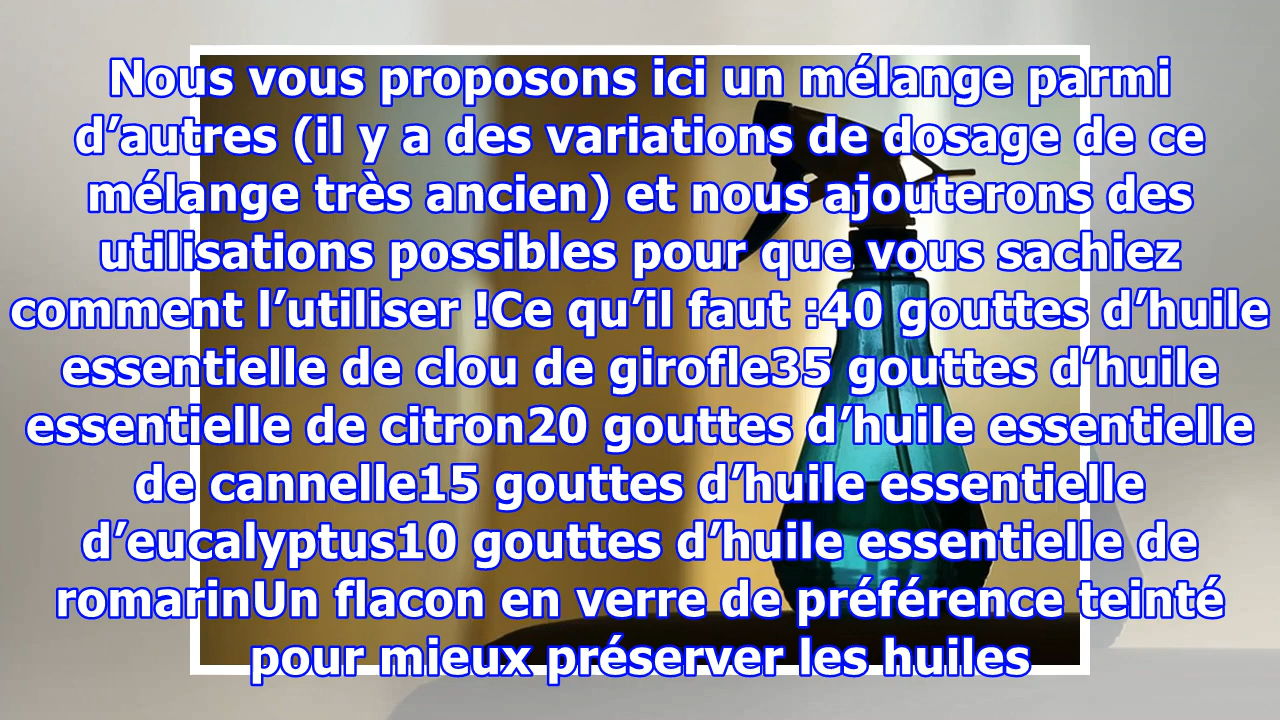 Nous vous proposons ici un mélange parmi
d’autres (il y a des variations de dosage de ce
mélange très ancien) et nous ajouterons des
utilisations possibles pour que vous sachiez
comment l’utiliser !Ce qu’il faut :40 gouttes d’huile
essentielle de clou de girofle35 gouttes d’huile
essentielle de citron20 gouttes d’huile essentielle
de cannelle15 gouttes d’huile essentielle
d’eucalyptus10 gouttes d’huile essentielle de
romarinUn flacon en verre de préférence teinté
pour mieux préserver les huiles